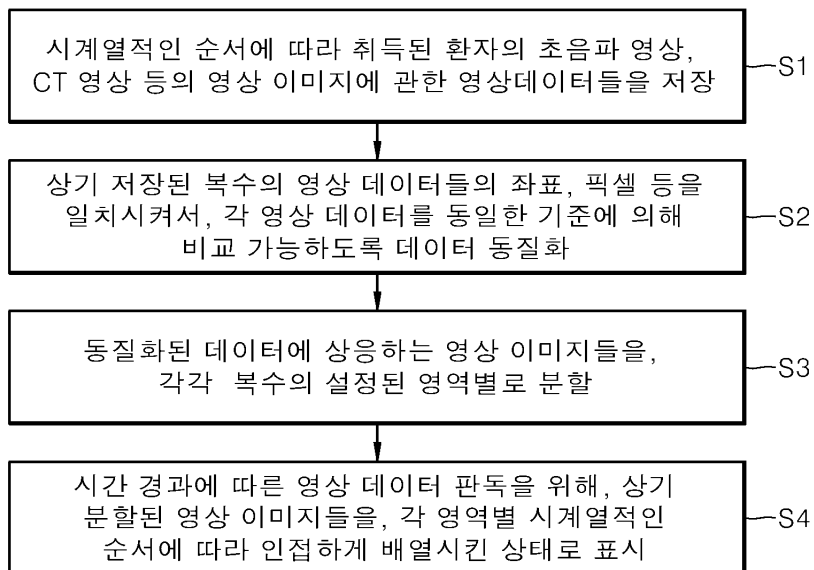 시계열적인 순서에 따라 취득된 환자의 초음파 영상,
CT 영상 등의 영상 이미지에 관한 영상데이터들을 저장
S1
상기 저장된 복수의 영상 데이터들의 좌표, 픽셀 등을
일치시켜서, 각 영상 데이터를 동일한 기준에 의해
비교 가능하도록 데이터 동질화
S2
동질화된 데이터에 상응하는 영상 이미지들을,
각각 복수의 설정된 영역별로 분할
S3
시간 경과에 따른 영상 데이터 판독을 위해, 상기
분할된 영상 이미지들을, 각 영역별 시계열적인
순서에 따라 인접하게 배열시킨 상태로 표시
S4